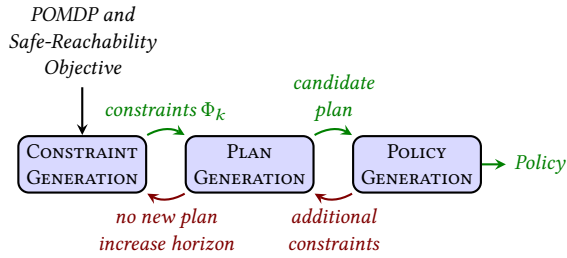 POMDP and
Safe-Reachability
Objective
constraints Φk
candidate
plan
CONSTRAINT
GENERATION
PLAN
GENERATION
POLICY
GENERATION
Policy
no new plan
increase horizon
additional
constraints